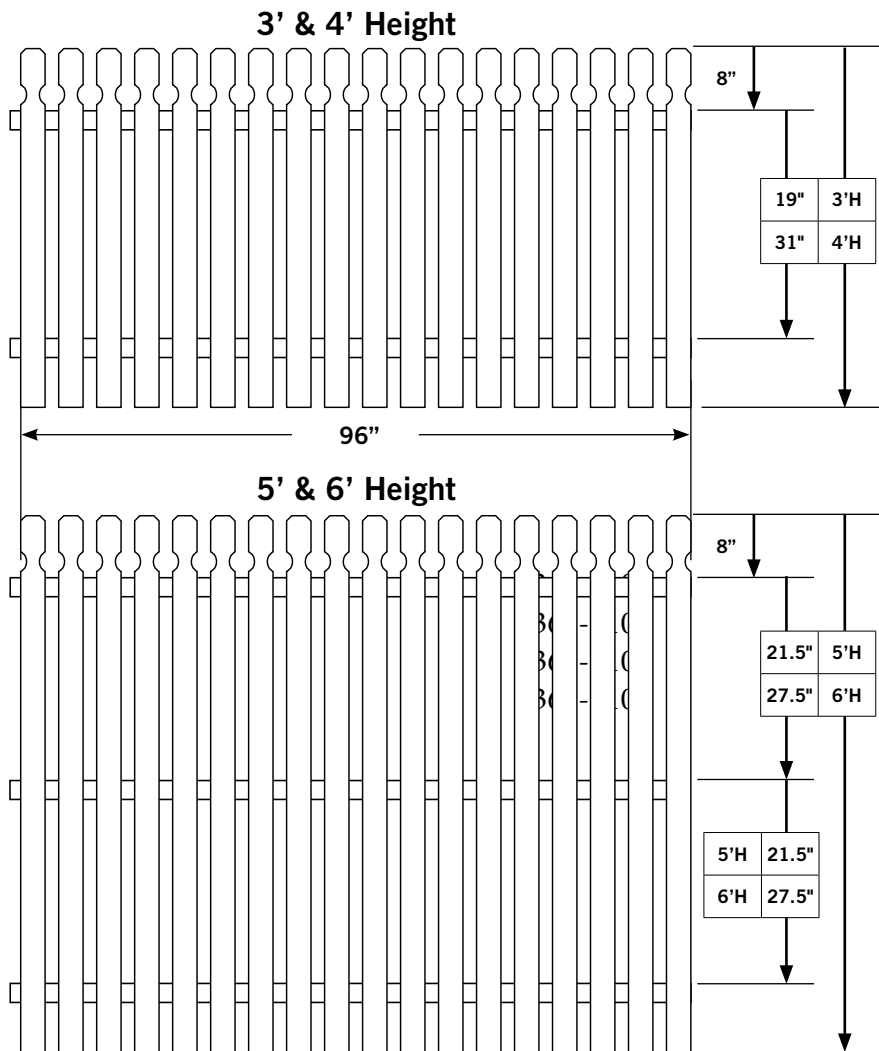 3’ & 4’ Height
8”
19" 3’H
31" 4’H
96”
5’ & 6’ Height
8”
21.5" 5’H
27.5" 6’H
5’H 21.5"
6’H 27.5"